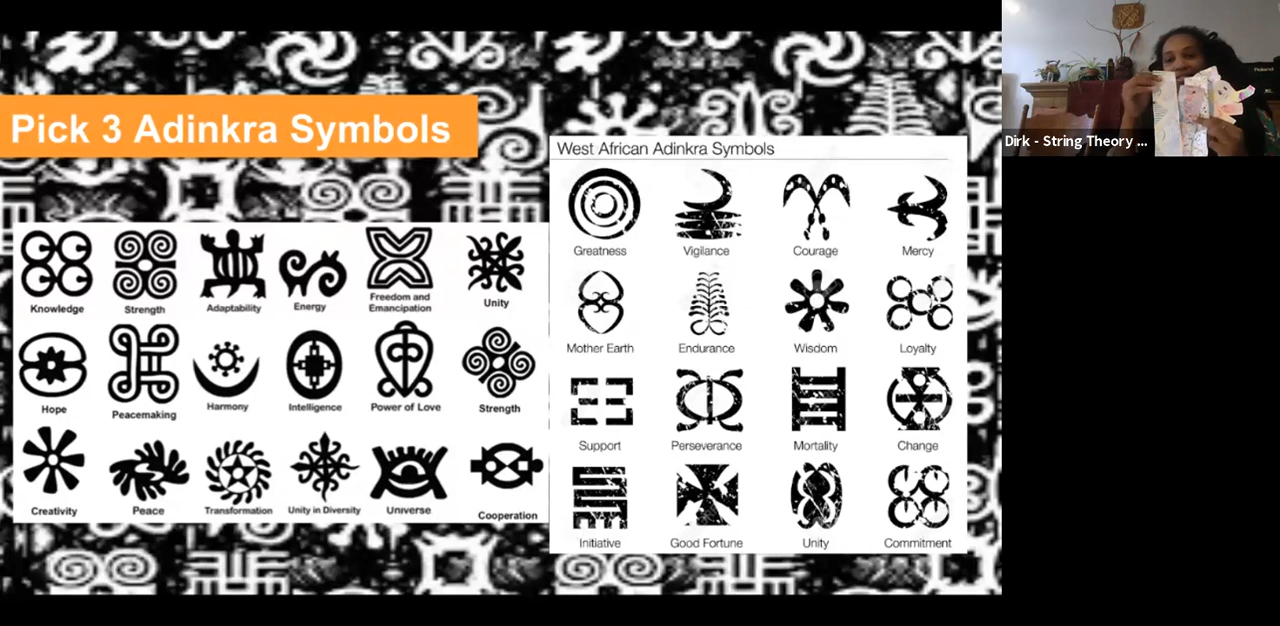 Pick 3 Adinkra Symbols
Knowledge
Strength
Adaptability
Energy
Freedom and
Emancipation
Unity
Hope
Peacemaking
Harmony
Intelligence
Power of Love
Strength
Creativity
Peace
Transformation
Unity in Diversity
Universe
Cooperation
West African Adinkra Symbols
Greatness
Vigilance
Courage
Mercy
Mother Earth
Endurance
Wisdom
Loyalty
Support
Perseverance
Mortality
Change
Initiative
Good Fortune
Unity
Commitment
Roland
Dirk - String Theory ...